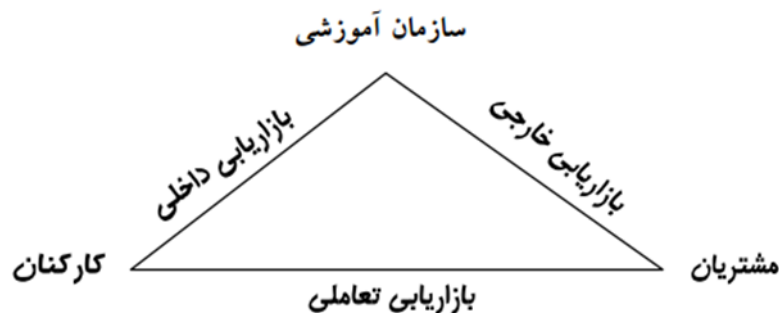 سازمان آموزشی
بازاریابی خارجی
بازاریابی داخلی
مشتریان
کارکنان
بازاریابی تعاملی